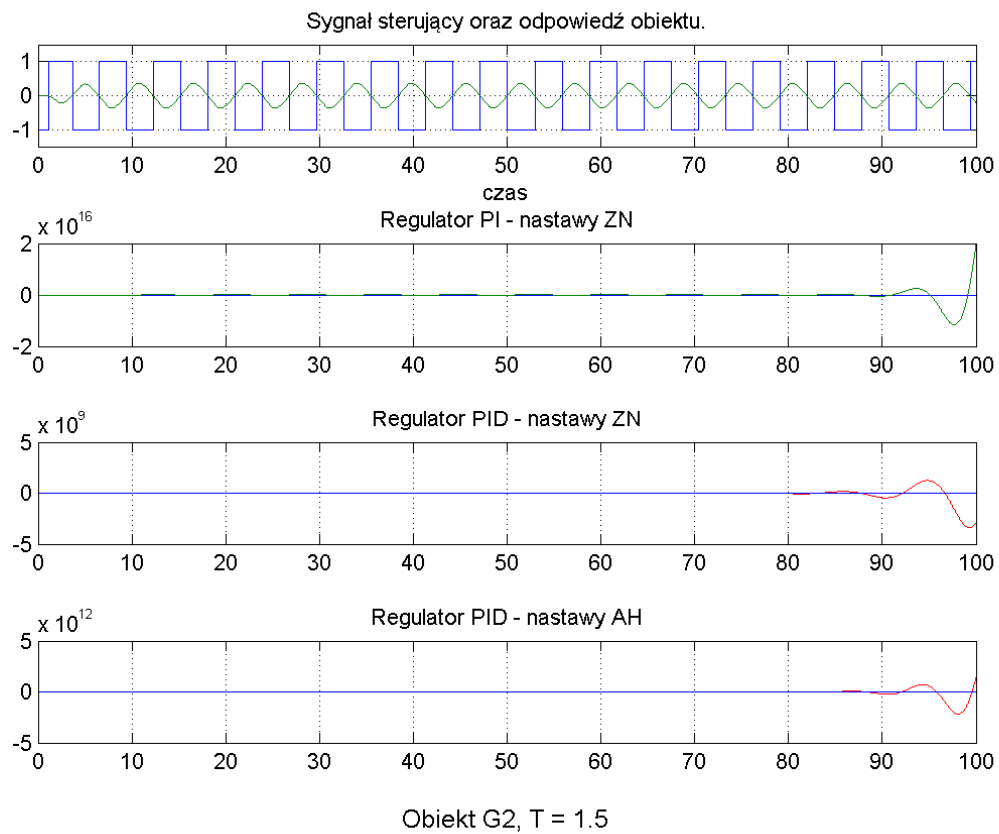 Sygnał sterujący oraz odpowiedź obiektu.
1
0
-1
0 10 20 30 40 50 60 70 80 90 100
czas
Regulator PI - nastawy ZN
x 10^16
2
0
-2
0 10 20 30 40 50 60 70 80 90 100
Regulator PID - nastawy ZN
x 10^9
5
0
-5
0 10 20 30 40 50 60 70 80 90 100
Regulator PID - nastawy AH
x 10^12
5
0
-5
0 10 20 30 40 50 60 70 80 90 100
Obiekt G2, T = 1.5